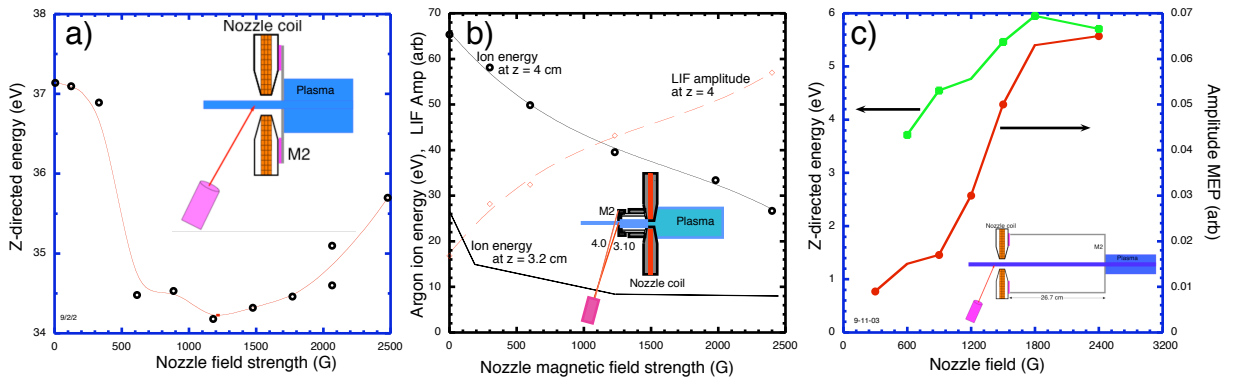 a)
Z-directed energy (eV)
38
37
36
35
34
Nozzle coil
60
Plasma
M2
9/2/2
0 500 1000 1500 2000 2500
Nozzle field strength (G)
b)
Argon ion energy (eV), LIF Amp (arb)
70
60
50
40
30
20
10
0
Ion energy
at z = 4 cm
LIF amplitude
at z = 4
M2
Plasma
4.0 3.10
Ion energy
at z = 3.2 cm
Nozzle coil
0 500 1000 1500 2000 2500
Nozzle magnetic field strength (G)
c)
Z-directed energy (eV)
6
5
4
3
2
1
0
Amplitude MEP (arb)
0.07
0.06
0.05
0.04
0.03
0.02
0.01
0
Nozzle coil
M2
Plasma
26.7 cm
9-11-03
0 600 1200 1800 2400 3200
Nozzle field (G)